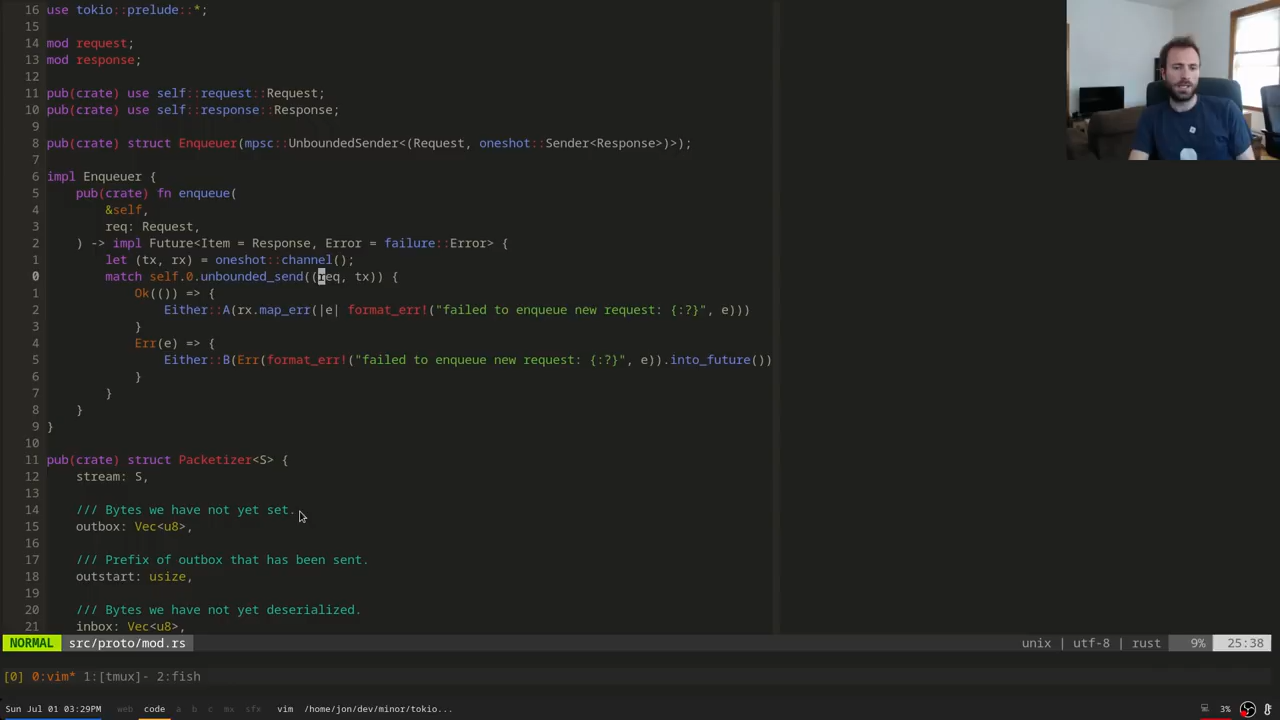 16 use tokio::prelude::*;
15
14 mod request;
13 mod response;
12
11 pub(crate) use self::request::Request;
10 pub(crate) use self::response::Response;
9
8 pub(crate) struct Enqueuer(mpsc::UnboundedSender<(Request, oneshot::Sender<Response>)>);
7
6 impl Enqueuer {
5 pub(crate) fn enqueue(
4 &self,
3 req: Request,
2 ) -> impl Future<Item = Response, Error = failure::Error> {
1 let (tx, rx) = oneshot::channel();
0 match self.0.unbounded_send((req, tx)) {
1 Ok(()) => {
2 Either::A(rx.map_err(|e| format_err!("failed to enqueue new request: {:?}", e)))
3 }
4 Err(e) => {
5 Either::B(Err(format_err!("failed to enqueue new request: {:?}", e)).into_future())
6 }
7 }
8 }
9 }
10
11 pub(crate) struct Packetizer<S> {
12 stream: S,
13
14 /// Bytes we have not yet set.
15 outbox: Vec<u8>,
16
17 /// Prefix of outbox that has been sent.
18 outstart: usize,
19
20 /// Bytes we have not yet deserialized.
21 inbox: Vec<u8>,
NORMAL src/proto/mod.rs unix | utf-8 | rust 9% 25:38
[0] 0:vim* 1:[tmux]- 2:fish
Sun Jul 01 03:29PM web code a b c mx sfx vim /home/jon/dev/minor/tokio... 3%